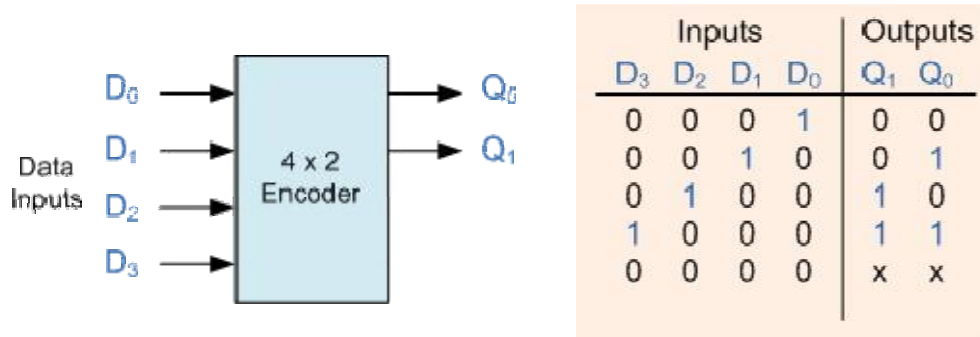 D₀
D₁
D₂
D₃
Data
Inputs
4 x 2
Encoder
Q₀
Q₁
Inputs Outputs
D₃ D₂ D₁ D₀ Q₁ Q₀
0 0 0 1 0 0
0 0 1 0 0 1
0 1 0 0 1 0
1 0 0 0 1 1
0 0 0 0 x x